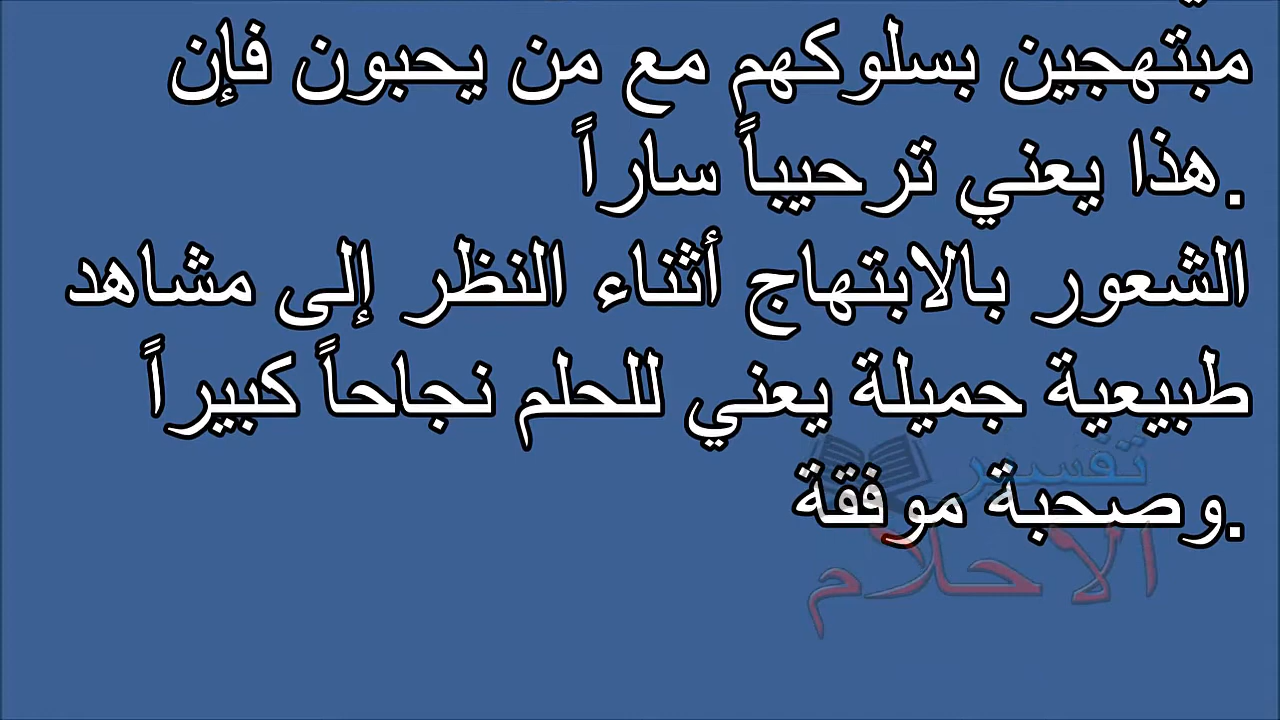 مبتهجين بسلوكهم مع من يحبون فإن
.هذا يعني ترحيباً ساراً
الشعور بالابتهاج أثناء النظر إلى مشاهد
طبيعية جميلة يعني للحلم نجاحاً كبيراً
.وصحبة موفقة
تفسير
الاحلام